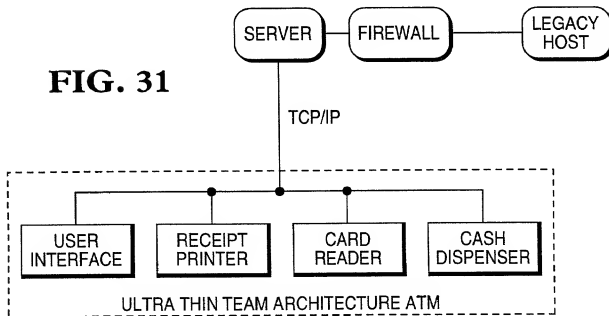 SERVER
FIREWALL
LEGACY
HOST
FIG. 31
TCP/IP
USER
INTERFACE
RECEIPT
PRINTER
CARD
READER
CASH
DISPENSER
ULTRA THIN TEAM ARCHITECTURE ATM